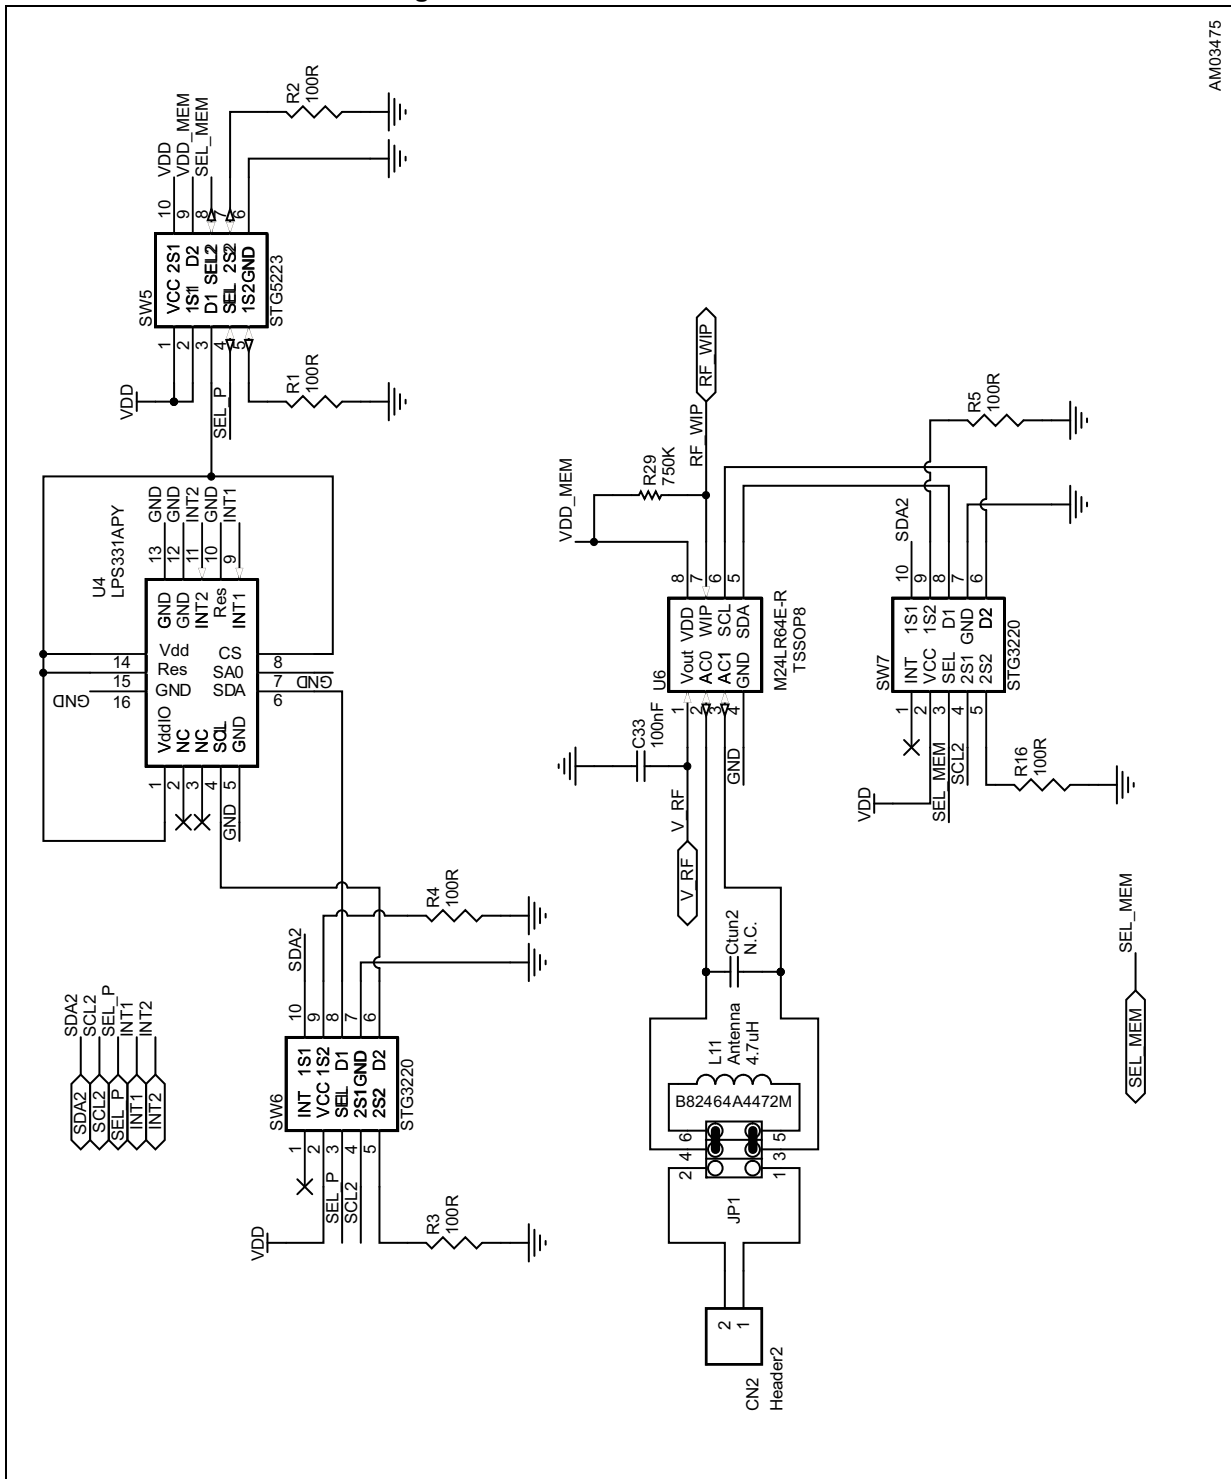 g
AM03475
R2
100R
VDD
VDD_MEM
SEL_MEM
10
9
8
7
6
SW5
VCC 2S1
1S1 D2
D1 SEL2
SEL 2S2
1S2 GND
STG5223
1
2
3
4
5
VDD
SEL_P
R1
100R
U4
LPS331APY
GND
GND
INT2
GND
INT1
13
12
11
10
9
GND
GND
INT2
Res
INT1
Vdd
Res
GND
14
15
16
GND
CS
SA0
SDA
8
7
6
GND
VddIO
NC
NC
SCL
GND
1
2
3
4
5
GND
R4
100R
SDA2
10
9
8
7
6
SW6
INT 1S1
VCC 1S2
SEL D1
2S1 GND
2S2 D2
STG3220
1
2
3
4
5
VDD
SEL_P
SCL2
R3
100R
SDA2
SCL2
SEL_P
INT1
INT2
SDA2
SCL2
SEL_P
INT1
INT2
RF_WIP
RF_WIP
VDD_MEM
R29
750K
8
7
6
5
U6
Vout VDD
AC0 WIP
AC1 SCL
GND SDA
M24LR64E-R
TSSOP8
1
2
3
4
C33
100nF
GND
V_RF
V_RF
Ctun2
N.C.
L11
Antenna
4.7uH
B82464A4472M
6
4
2
5
3
1
JP1
2
1
CN2
Header2
R5
100R
SDA2
10
9
8
7
6
SW7
INT 1S1
VCC 1S2
SEL D1
2S1 GND
2S2 D2
STG3220
1
2
3
4
5
VDD
SEL_MEM
SCL2
R16
100R
SEL_MEM
SEL_MEM